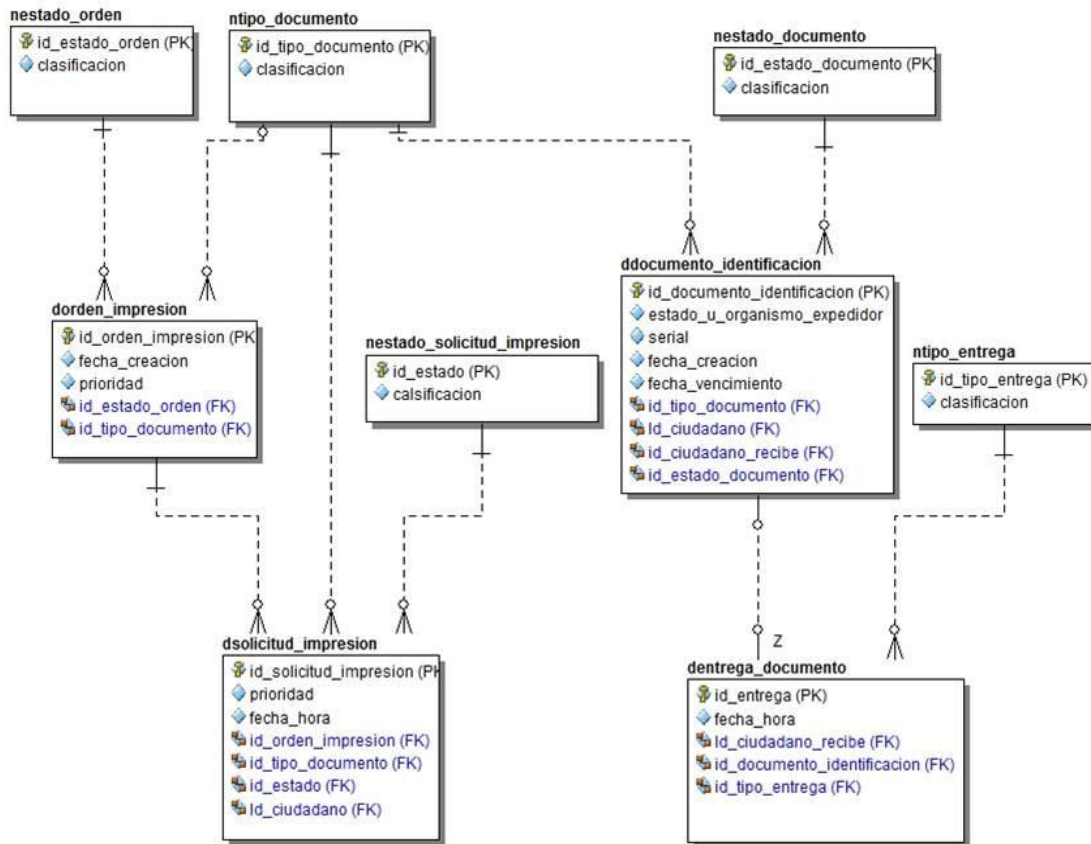 nestado_orden
id_estado_orden (PK)
clasificacion
ntipo_documento
id_tipo_documento (PK)
clasificacion
nestado_documento
id_estado_documento (PK)
clasificacion
dorden_impresion
id_orden_impresion (PK
fecha_creacion
prioridad
id_estado_orden (FK)
id_tipo_documento (FK)
nestado_solicitud_impresion
id_estado (PK)
calsificacion
ddocumento_identificacion
id_documento_identificacion (PK)
estado_u_organismo_expedidor
serial
fecha_creacion
fecha_vencimiento
id_tipo_documento (FK)
Id_ciudadano (FK)
id_ciudadano_recibe (FK)
id_estado_documento (FK)
ntipo_entrega
id_tipo_entrega (PK)
clasificacion
dsolicitud_impresion
id_solicitud_impresion (PK
prioridad
fecha_hora
id_orden_impresion (FK)
id_tipo_documento (FK)
id_estado (FK)
Id_ciudadano (FK)
Z
dentrega_documento
id_entrega (PK)
fecha_hora
Id_ciudadano_recibe (FK)
id_documento_identificacion (FK)
id_tipo_entrega (FK)